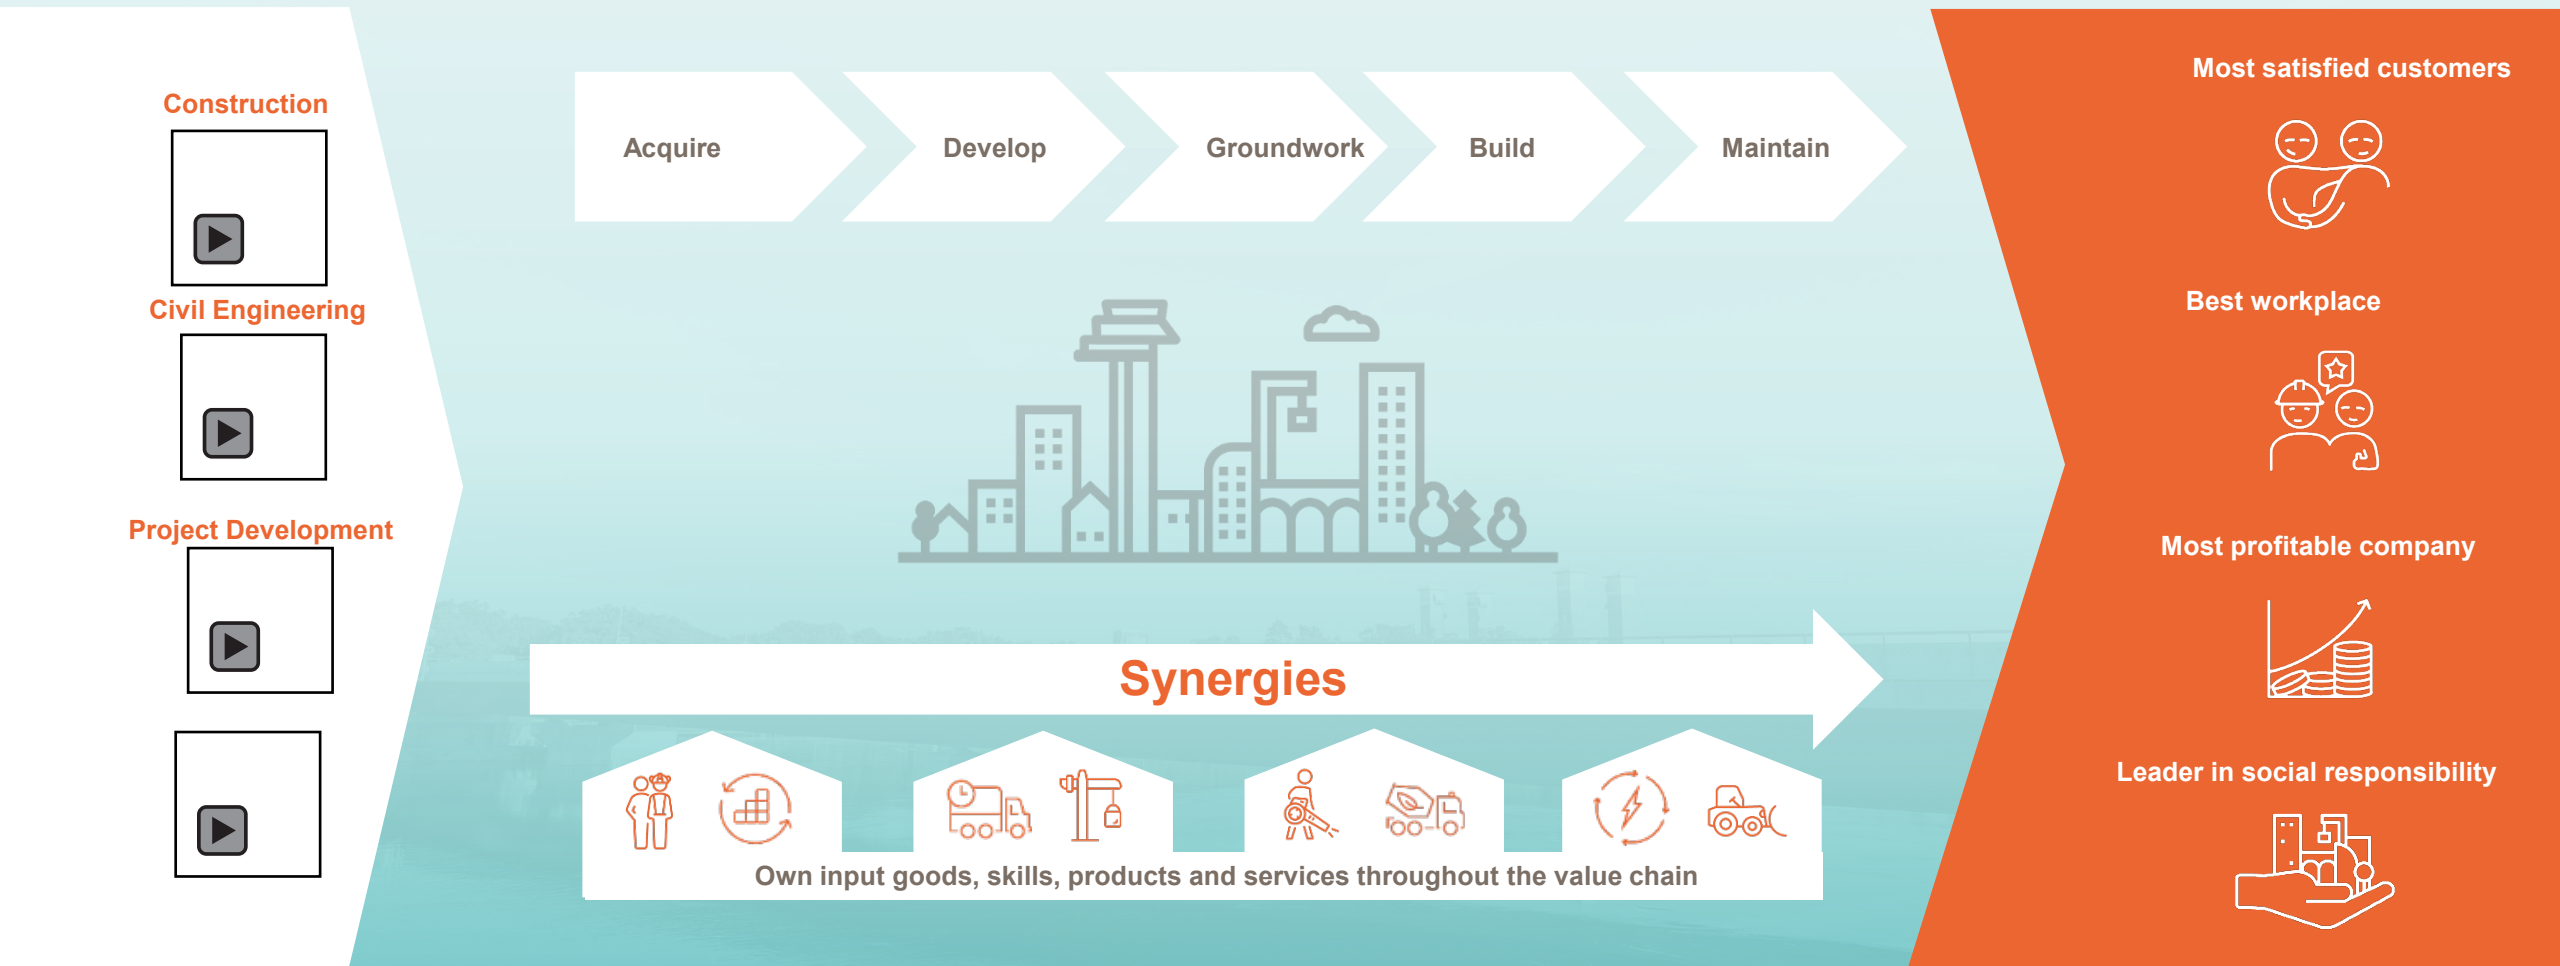 Construction
Civil Engineering
Project Development
Acquire
Develop
Groundwork
Build
Maintain
Synergies
Own input goods, skills, products and services throughout the value chain
Most satisfied customers
Best workplace
Most profitable company
Leader in social responsibility